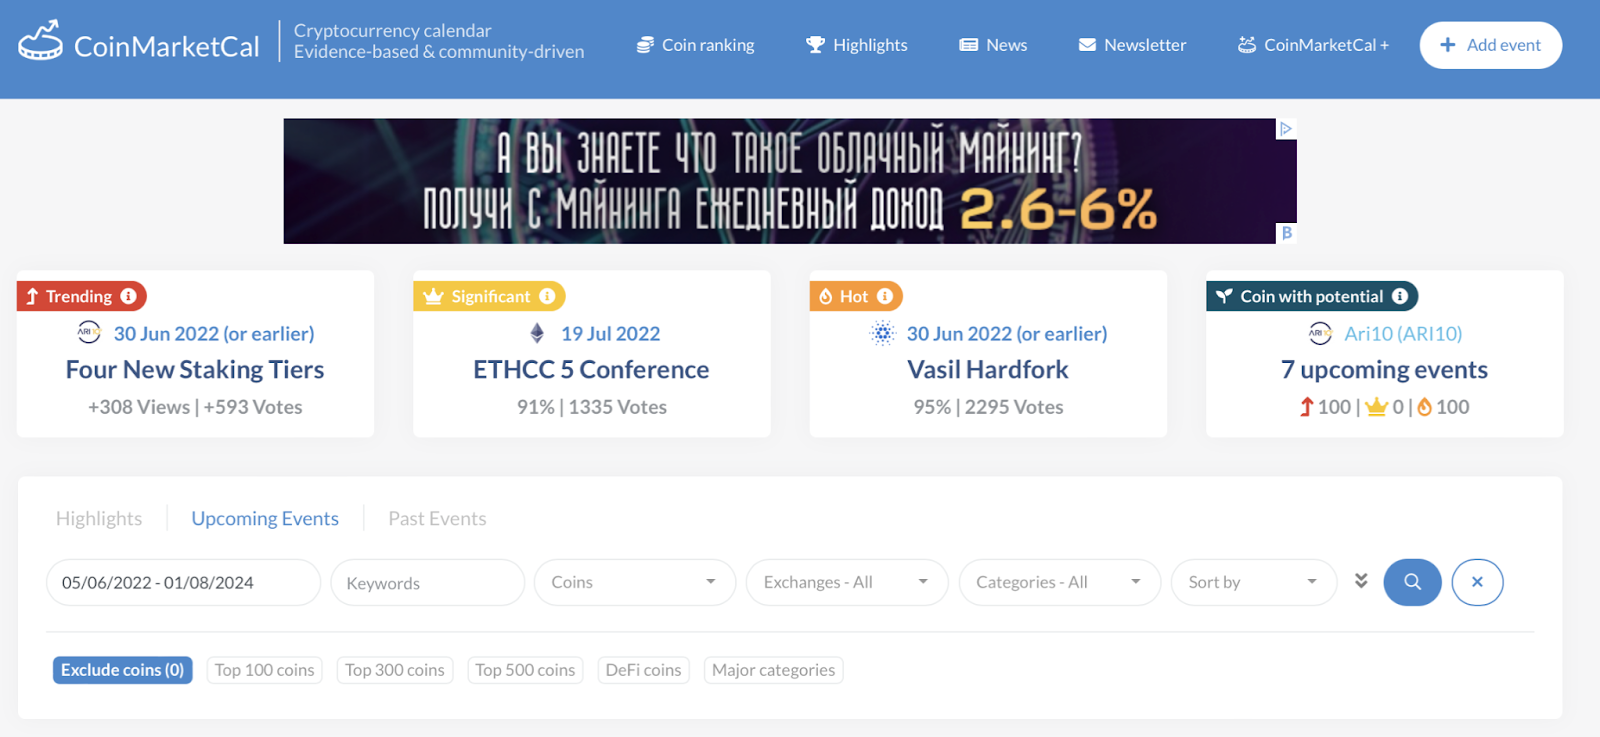 CoinMarketCal
Cryptocurrency calendar
Evidence-based & community-driven
Coin ranking
Highlights
News
Newsletter
CoinMarketCal +
+ Add event
А ВЫ ЗНАЕТЕ ЧТО ТАКОЕ ОБЛАЧНЫЙ МАЙНИНГ?
ПОЛУЧИ С МАЙНИНГА ЕЖЕДНЕВНЫЙ ДОХОД 2.6-6%
B
Trending
ARI10
30 Jun 2022 (or earlier)
Four New Staking Tiers
+308 Views | +593 Votes
Significant
19 Jul 2022
ETHCC 5 Conference
91% | 1335 Votes
Hot
30 Jun 2022 (or earlier)
Vasil Hardfork
95% | 2295 Votes
Coin with potential
ARI10
Ari10 (ARI10)
7 upcoming events
100 | 0 | 100
Highlights
Upcoming Events
Past Events
05/06/2022 - 01/08/2024
Keywords
Coins
Exchanges - All
Categories - All
Sort by
Exclude coins (0)
Top 100 coins
Top 300 coins
Top 500 coins
DeFi coins
Major categories